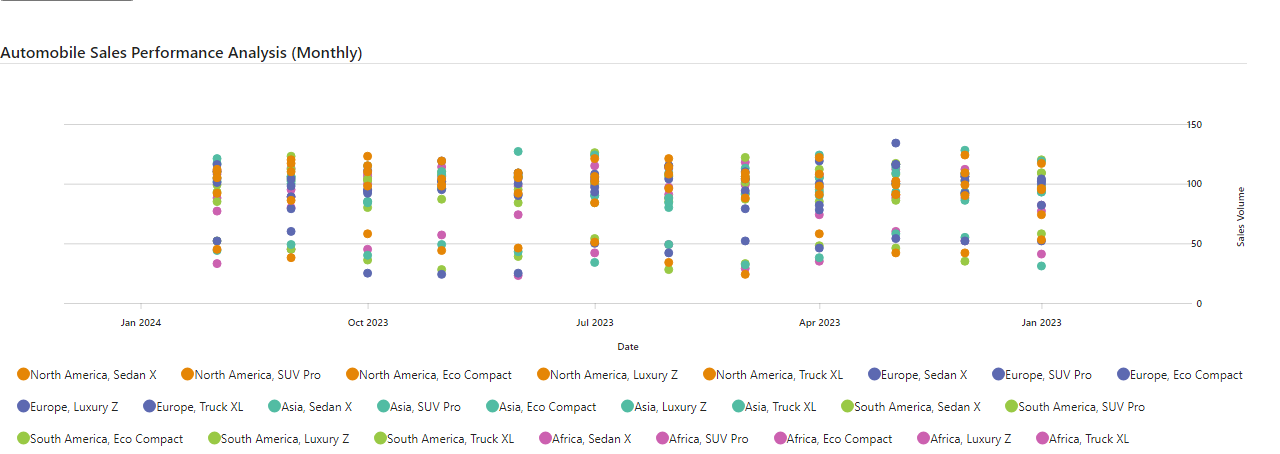 Automobile Sales Performance Analysis (Monthly)
150
100
50
0
Sales Volume
Jan 2024 Oct 2023 Jul 2023 Apr 2023 Jan 2023
Date
North America, Sedan X North America, SUV Pro North America, Eco Compact North America, Luxury Z North America, Truck XL Europe, Sedan X Europe, SUV Pro Europe, Eco Compact
Europe, Luxury Z Europe, Truck XL Asia, Sedan X Asia, SUV Pro Asia, Eco Compact Asia, Luxury Z Asia, Truck XL South America, Sedan X South America, SUV Pro
South America, Eco Compact South America, Luxury Z South America, Truck XL Africa, Sedan X Africa, SUV Pro Africa, Eco Compact Africa, Luxury Z Africa, Truck XL